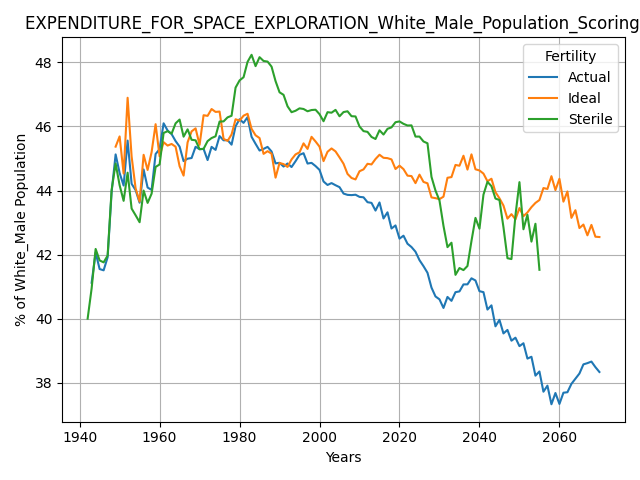 EXPENDITURE_FOR_SPACE_EXPLORATION_White_Male_Population_Scoring
Fertility
Actual
Ideal
Sterile
% of White_Male Population
48
46
44
42
40
38
1940
1960
1980
2000
2020
2040
2060
Years